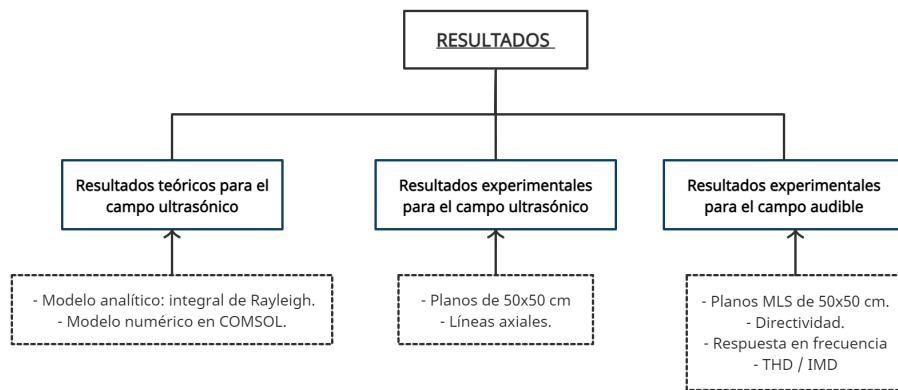 RESULTADOS
Resultados teóricos para el
campo ultrasónico
Resultados experimentales
para el campo ultrasónico
Resultados experimentales
para el campo audible
- Modelo analítico: integral de Rayleigh.
- Modelo numérico en COMSOL.
- Planos de 50x50 cm
- Líneas axiales.
- Planos MLS de 50x50 cm.
- Directividad.
- Respuesta en frecuencia
- THD / IMD